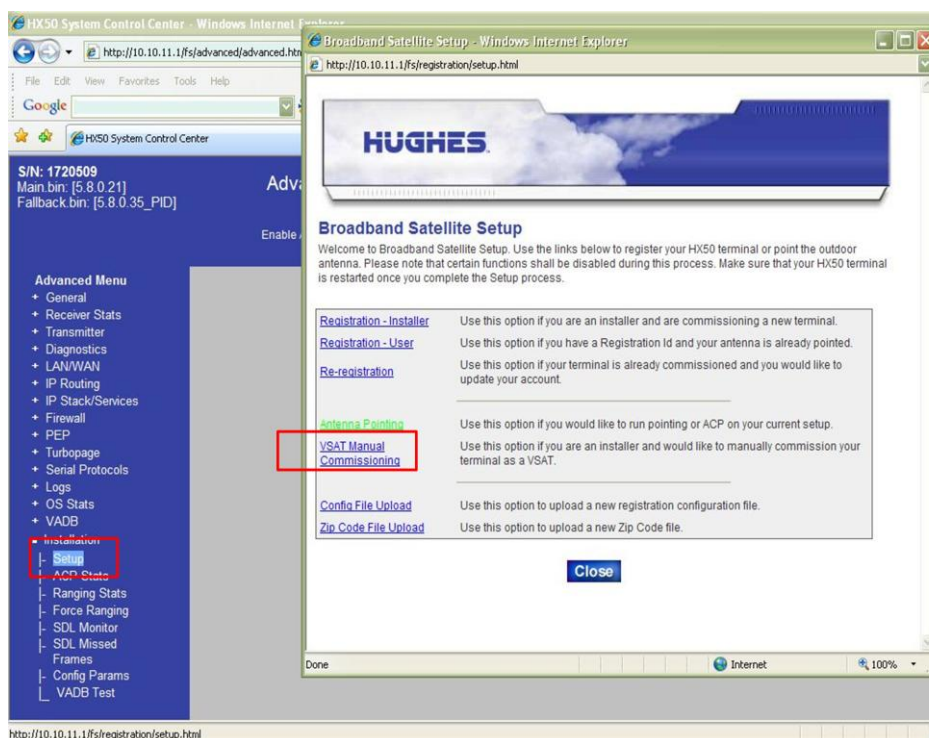 HX50 System Control Center - Windows Internet Explorer
http://10.10.11.1/fs/advanced/advanced.htm
File Edit View Favorites Tools Help
Google
HX50 System Control Center
S/N: 1720509
Main.bin: [5.8.0.21]
Fallback.bin: [5.8.0.35_PID]
Enable
Advanced Menu
+ General
+ Receiver Stats
+ Transmitter
+ Diagnostics
+ LAN/WAN
+ IP Routing
+ IP Stack/Services
+ Firewall
+ PEP
+ Turbopage
+ Serial Protocols
+ Logs
+ OS Stats
+ VADB
- Installation
|- Setup
|- ACP Stats
|- Ranging Stats
|- Force Ranging
|- SDL Monitor
|- SDL Missed
Frames
|- Config Params
|_ VADB Test
http://10.10.11.1/fs/registration/setup.html
Broadband Satellite Setup - Windows Internet Explorer
http://10.10.11.1/fs/registration/setup.html
HUGHES.
Broadband Satellite Setup
Welcome to Broadband Satellite Setup. Use the links below to register your HX50 terminal or point the outdoor
antenna. Please note that certain functions shall be disabled during this process. Make sure that your HX50 terminal
is restarted once you complete the Setup process.
Registration - Installer Use this option if you are an installer and are commissioning a new terminal.
Registration - User Use this option if you have a Registration Id and your antenna is already pointed.
Re-registration Use this option if your terminal is already commissioned and you would like to
update your account.
Antenna Pointing Use this option if you would like to run pointing or ACP on your current setup.
VSAT Manual Use this option if you are an installer and would like to manually commission your
Commissioning terminal as a VSAT.
Config File Upload Use this option to upload a new registration configuration file.
Zip Code File Upload Use this option to upload a new Zip Code file.
Close
Done Internet 100%